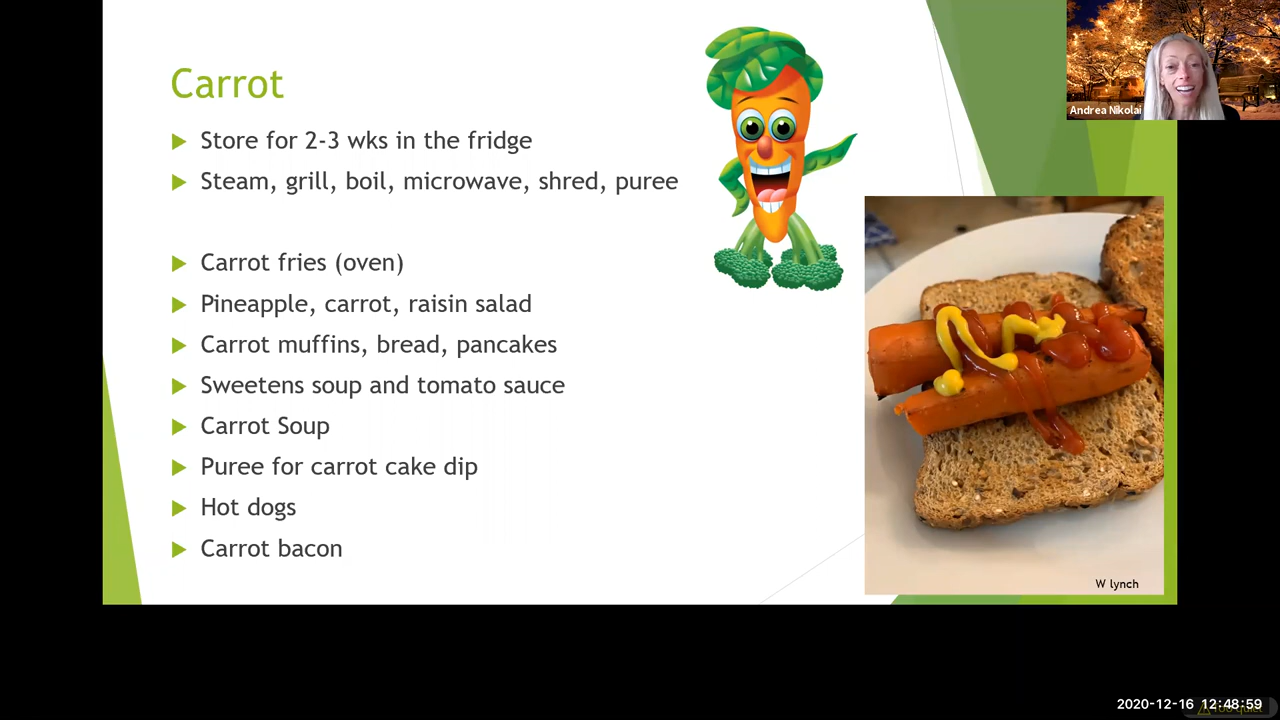 Carrot
Store for 2-3 wks in the fridge
Steam, grill, boil, microwave, shred, puree
Carrot fries (oven)
Pineapple, carrot, raisin salad
Carrot muffins, bread, pancakes
Sweetens soup and tomato sauce
Carrot Soup
Puree for carrot cake dip
Hot dogs
Carrot bacon
Andrea Nikolai
W lynch
2020-12-16 12:48:59